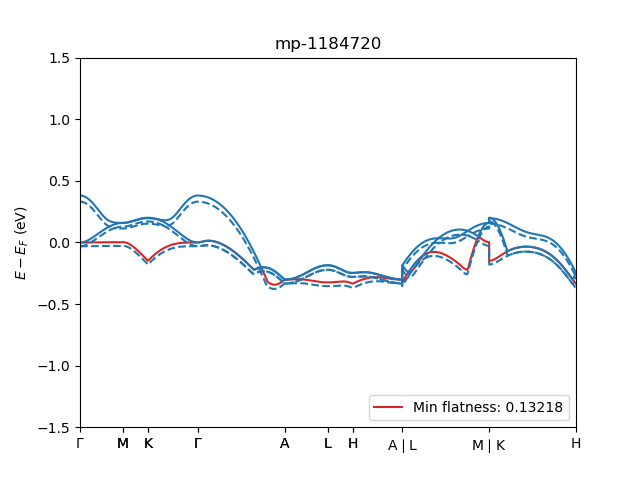 mp-1184720
1.5
1.0
0.5
0.0
−0.5
−1.0
−1.5
E − E_F (eV)
Min flatness: 0.13218
Γ M K Γ A L H A | L M | K H